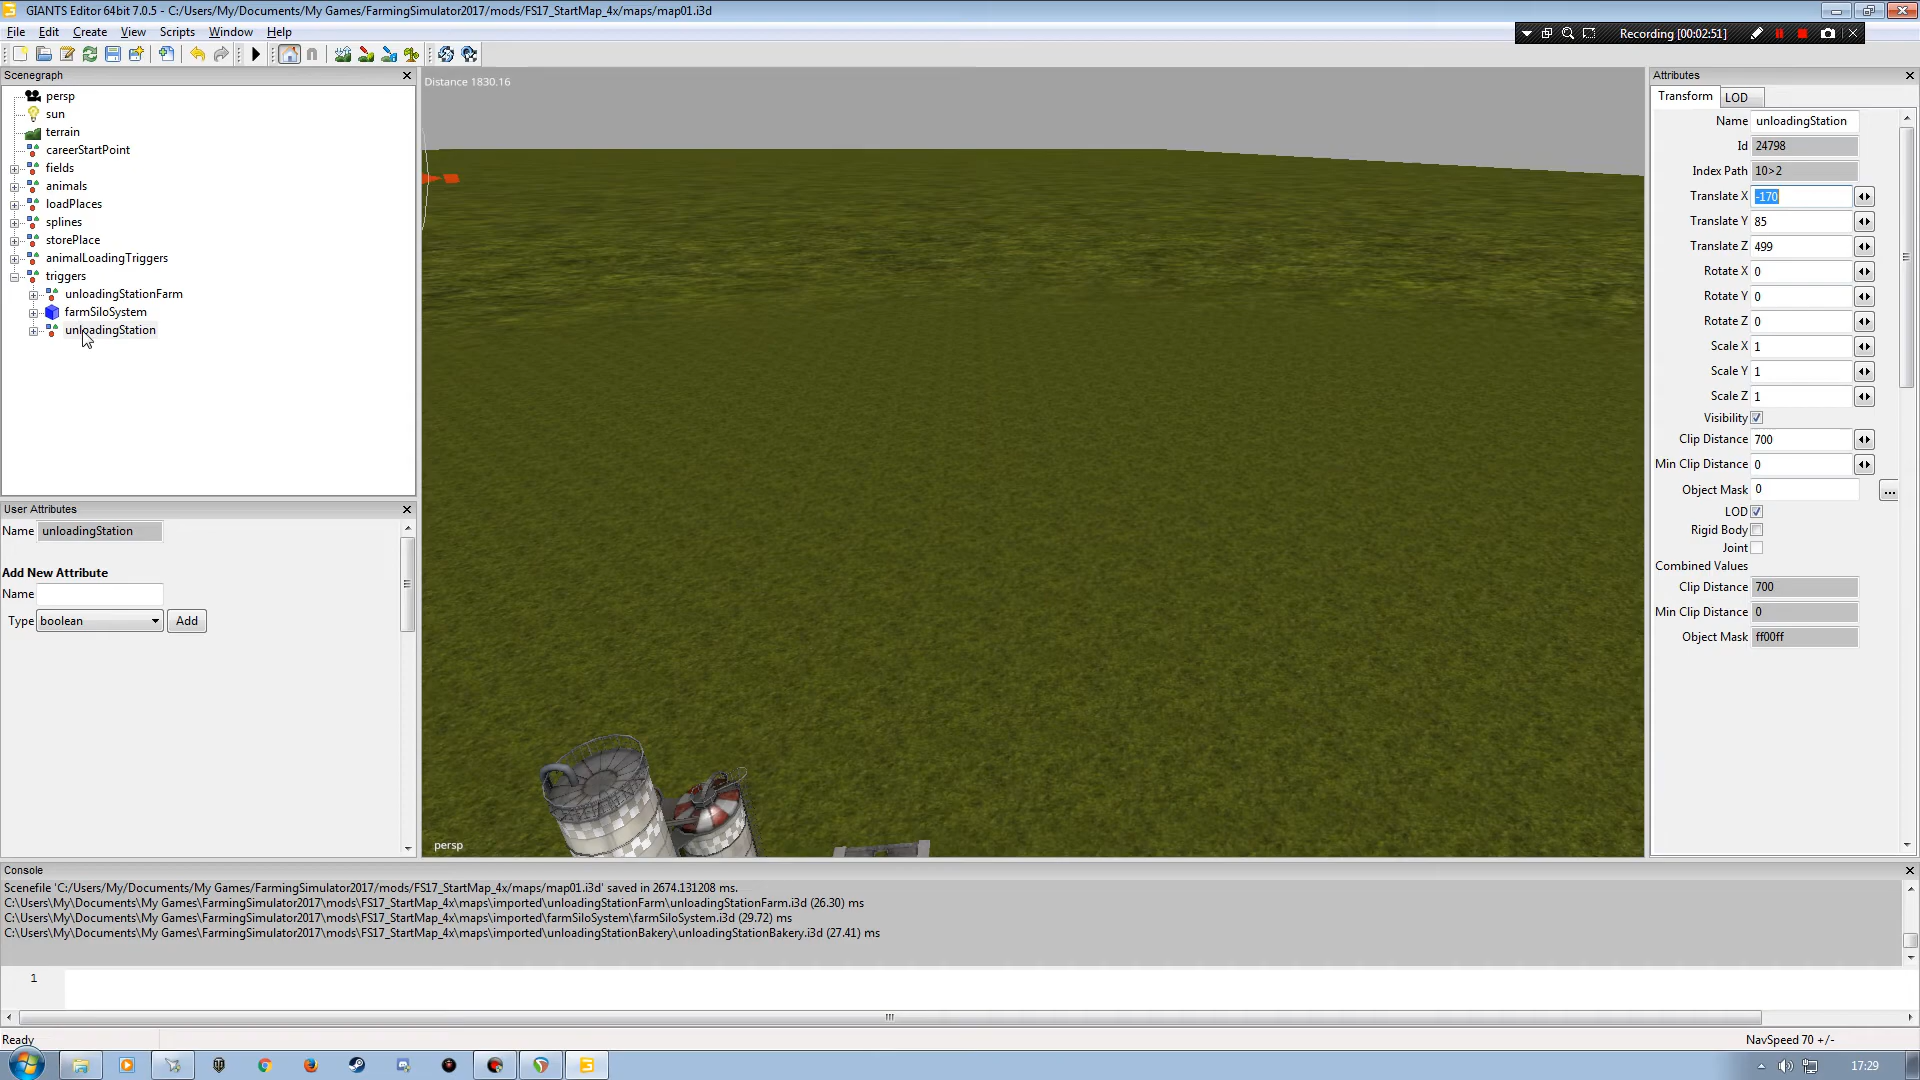 GIANTS Editor 64bit 7.0.5 - C:/Users/My/Documents/My Games/FarmingSimulator2017/mods/FS17_StartMap_4x/maps/map01.i3d
File Edit Create View Scripts Window Help
Recording [00:02:51]
Scenegraph
persp
sun
terrain
careerStartPoint
fields
animals
loadPlaces
splines
storePlace
animalLoadingTriggers
triggers
unloadingStationFarm
farmSiloSystem
unloadingStation
User Attributes
Name unloadingStation
Add New Attribute
Name
Type boolean Add
Distance 1830.16
persp
Attributes
Transform LOD
Name unloadingStation
Id 24798
Index Path 10>2
Translate X -170
Translate Y 85
Translate Z 499
Rotate X 0
Rotate Y 0
Rotate Z 0
Scale X 1
Scale Y 1
Scale Z 1
Visibility
Clip Distance 700
Min Clip Distance 0
Object Mask 0 ...
LOD
Rigid Body
Joint
Combined Values
Clip Distance 700
Min Clip Distance 0
Object Mask ff00ff
Console
Scenefile 'C:/Users/My/Documents/My Games/FarmingSimulator2017/mods/FS17_StartMap_4x/maps/map01.i3d' saved in 2674.131208 ms.
C:\Users\My\Documents\My Games\FarmingSimulator2017\mods\FS17_StartMap_4x\maps\imported\unloadingStationFarm\unloadingStationFarm.i3d (26.30) ms
C:\Users\My\Documents\My Games\FarmingSimulator2017\mods\FS17_StartMap_4x\maps\imported\farmSiloSystem\farmSiloSystem.i3d (29.72) ms
C:\Users\My\Documents\My Games\FarmingSimulator2017\mods\FS17_StartMap_4x\maps\imported\unloadingStationBakery\unloadingStationBakery.i3d (27.41) ms
1
Ready
NavSpeed 70 +/-
17:29